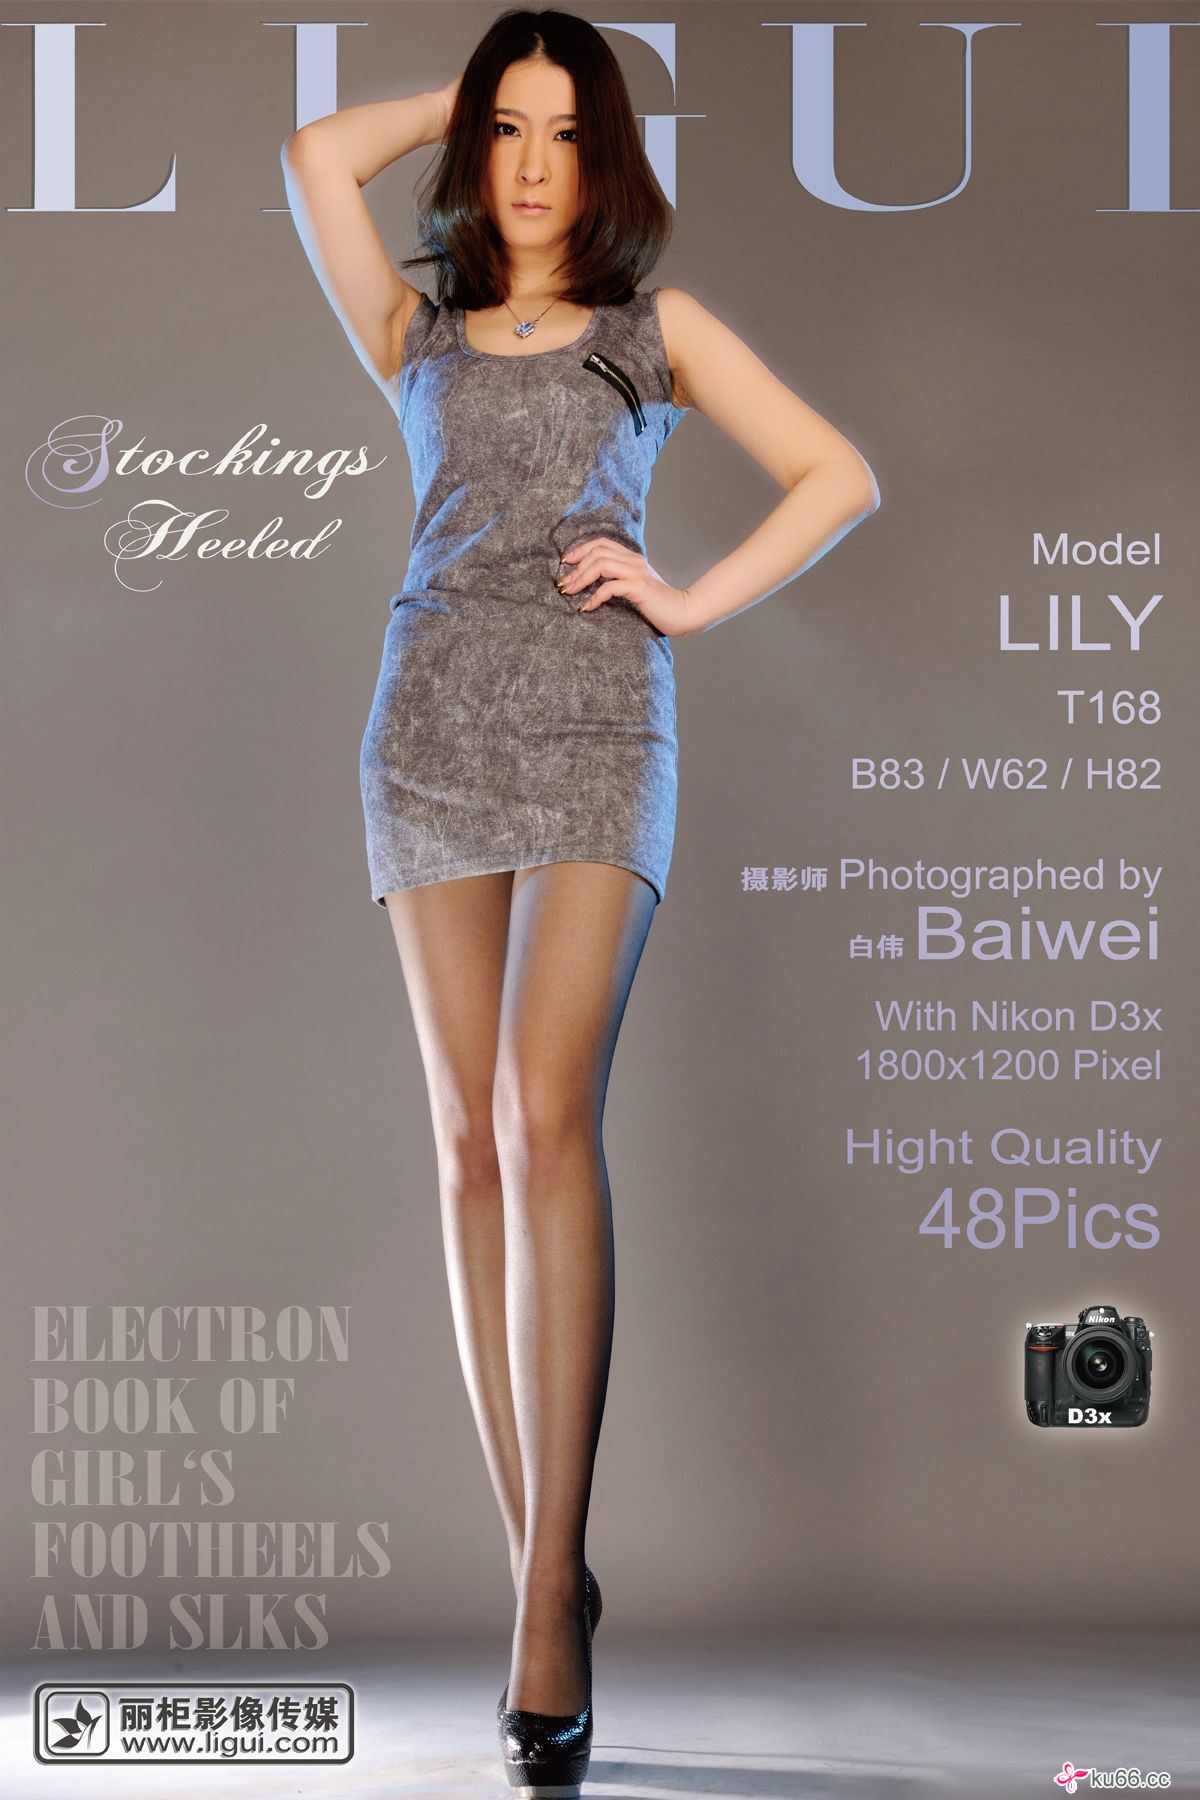 LIGUI
Stockings
Heeled
Model
LILY
T168
B83 / W62 / H82
摄影师 Photographed by
白伟 Baiwei
With Nikon D3x
1800x1200 Pixel
Hight Quality
48Pics
Nikon
D3x
ELECTRON
BOOK OF
GIRL‘S
FOOTHEELS
AND SLKS
丽柜影像传媒
www.ligui.com
ku66.cc